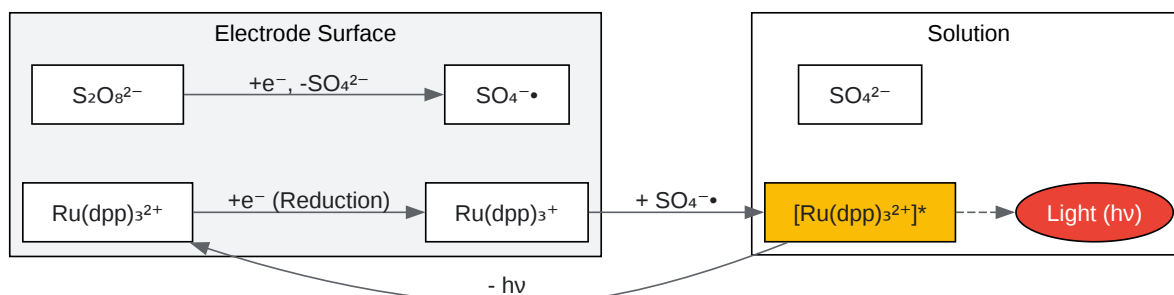 Electrode Surface
Solution
S₂O₈²⁻
+e⁻, -SO₄²⁻
SO₄⁻•
SO₄²⁻
Ru(dpp)₃²⁺
+e⁻ (Reduction)
Ru(dpp)₃⁺
+ SO₄⁻•
[Ru(dpp)₃²⁺]*
Light (hν)
- hν